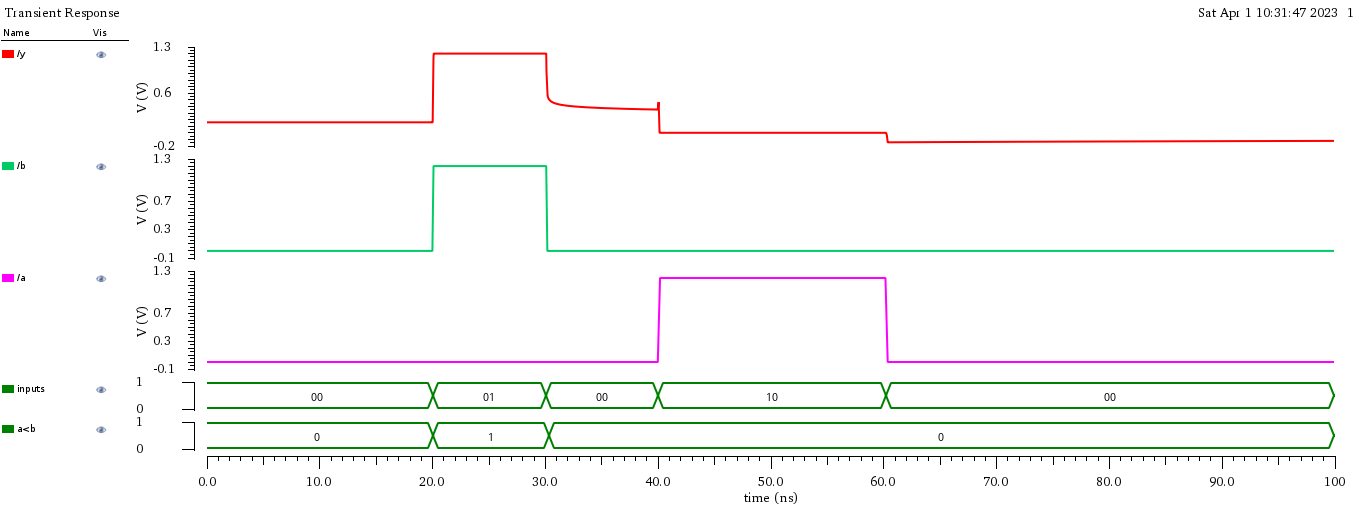 Transient Response
Sat Apr 1 10:31:47 2023 1
Name Vis
/y
1.3
0.6
-0.2
V (V)
/b
1.3
0.7
0.3
-0.1
V (V)
/a
1.3
0.7
0.3
-0.1
V (V)
inputs
1
0
00 01 00 10 00
a<b
1
0
0 1 0
0.0 10.0 20.0 30.0 40.0 50.0 60.0 70.0 80.0 90.0 100
time (ns)